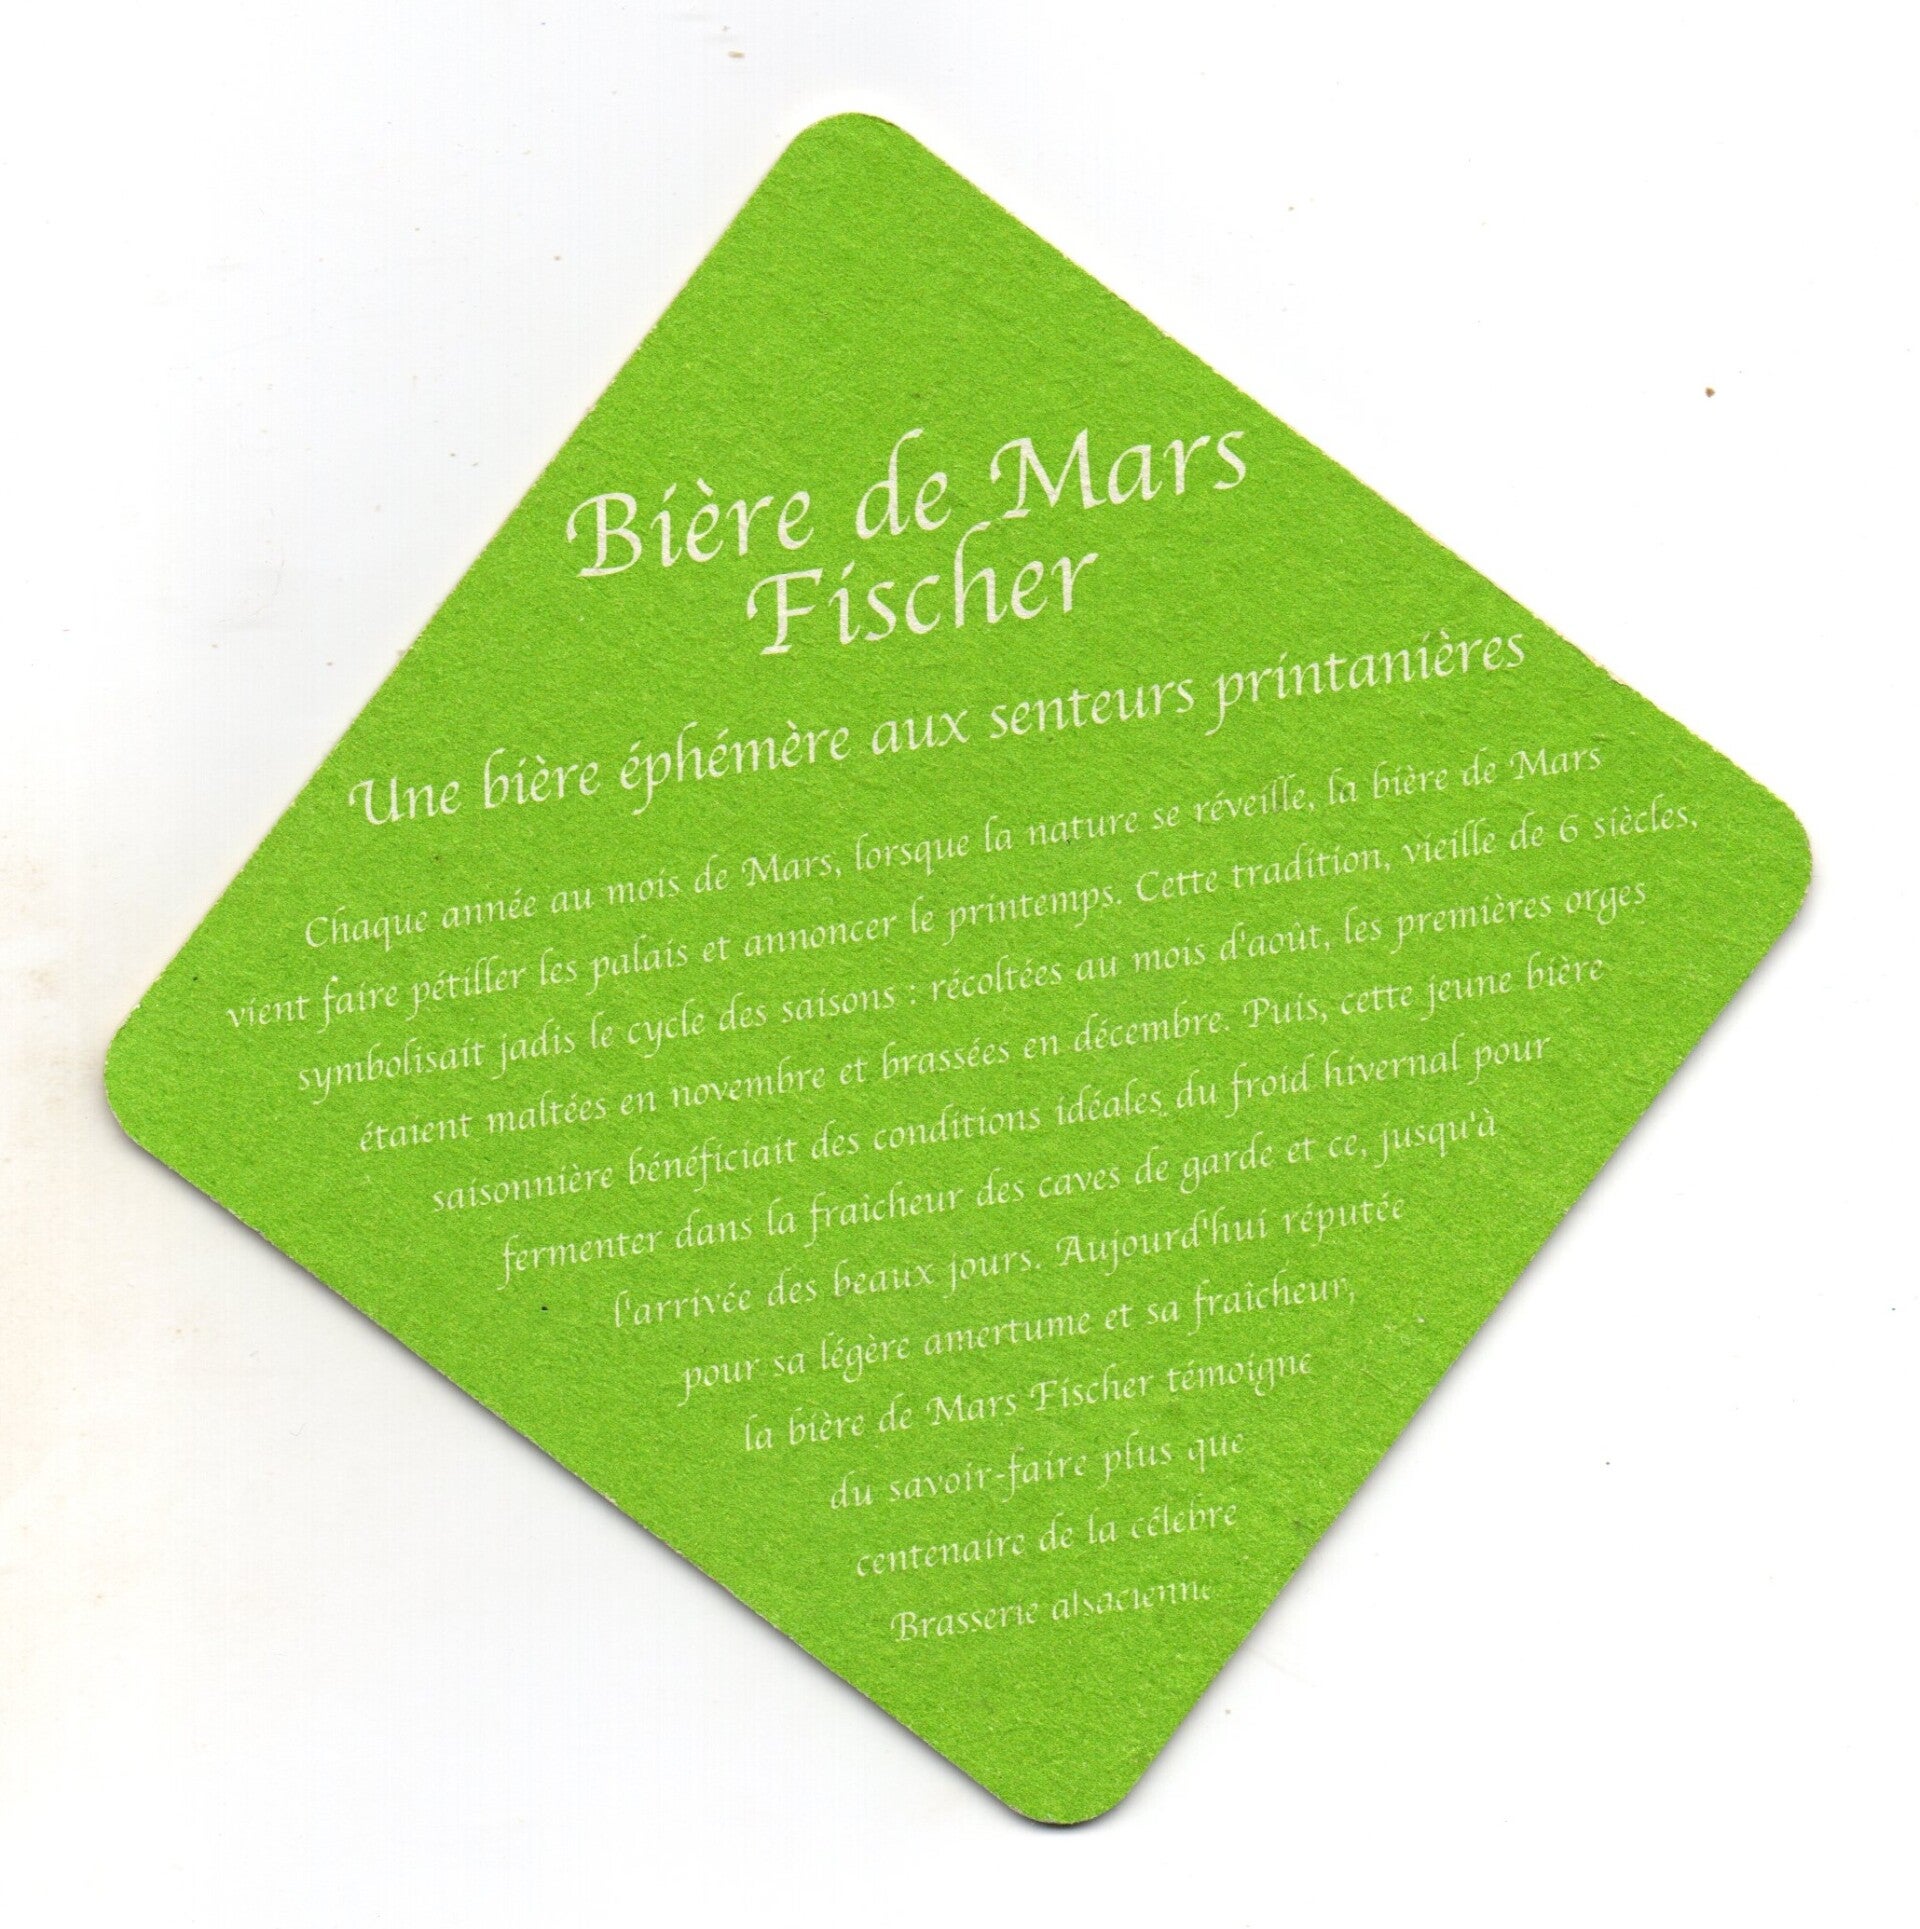 Bière de Mars
Fischer
Une bière éphémère aux senteurs printanières
Chaque année au mois de Mars, lorsque la nature se réveille, la bière de Mars
vient faire pétiller les palais et annoncer le printemps. Cette tradition, vieille de 6 siècles,
symbolisait jadis le cycle des saisons : récoltées au mois d'août, les premières orges
étaient maltées en novembre et brassées en décembre. Puis, cette jeune bière
saisonnière bénéficiait des conditions idéales du froid hivernal pour
fermenter dans la fraîcheur des caves de garde et ce, jusqu'à
l'arrivée des beaux jours. Aujourd'hui réputée
pour sa légère amertume et sa fraîcheur,
la bière de Mars Fischer témoigne
du savoir-faire plus que
centenaire de la célèbre
Brasserie alsacienne